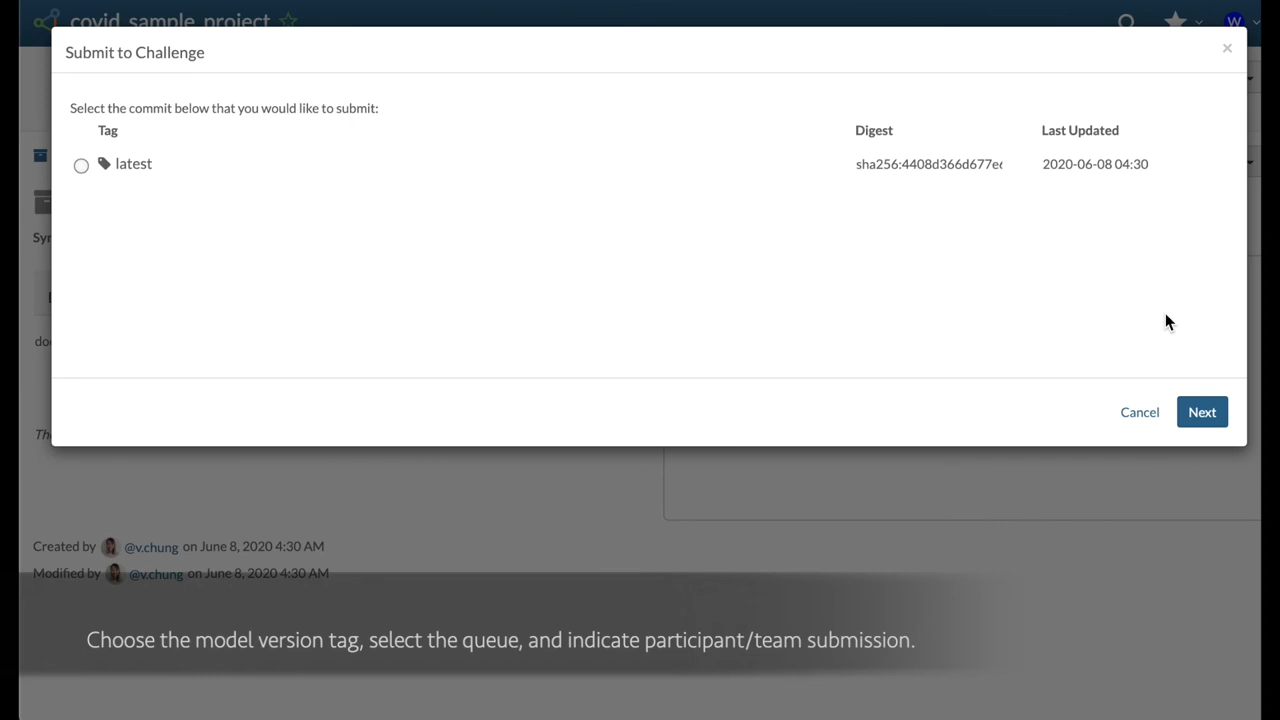 covid_sample_project
W
Submit to Challenge
×
Select the commit below that you would like to submit:
Tag Digest Last Updated
latest sha256:4408d366d677e 2020-06-08 04:30
Cancel Next
Created by @v.chung on June 8, 2020 4:30 AM
Modified by @v.chung on June 8, 2020 4:30 AM
Choose the model version tag, select the queue, and indicate participant/team submission.